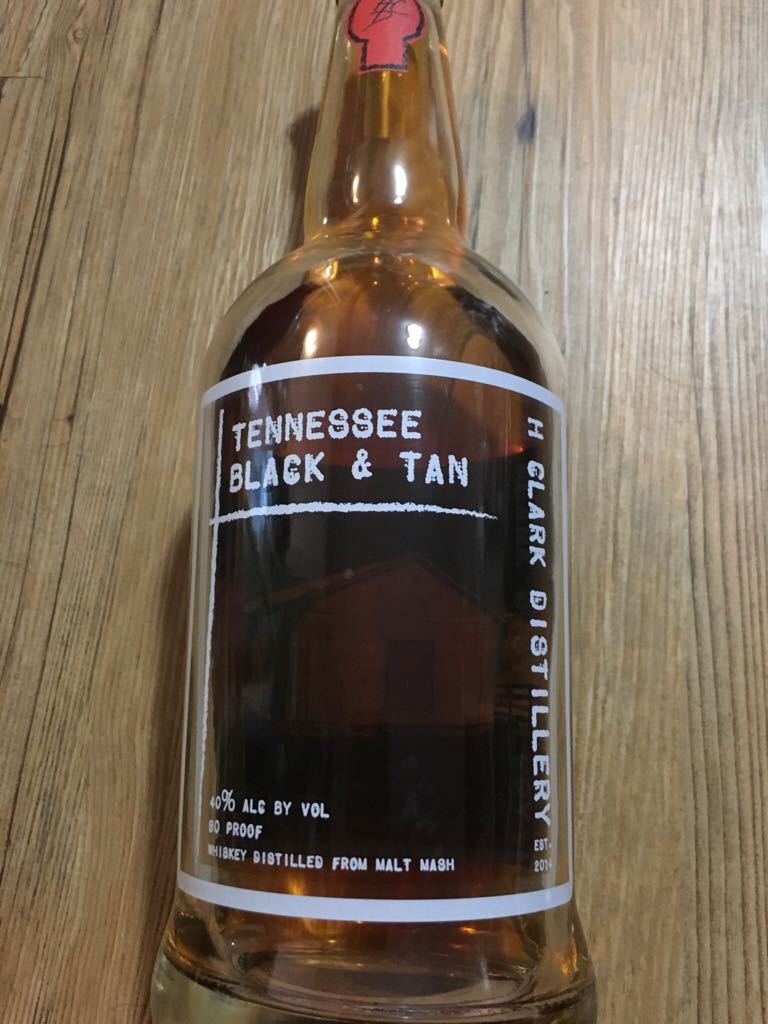 TENNESSEE
BLACK & TAN
H CLARK DISTILLERY
EST.
2014
40% ALC BY VOL
80 PROOF
WHISKEY DISTILLED FROM MALT MASH